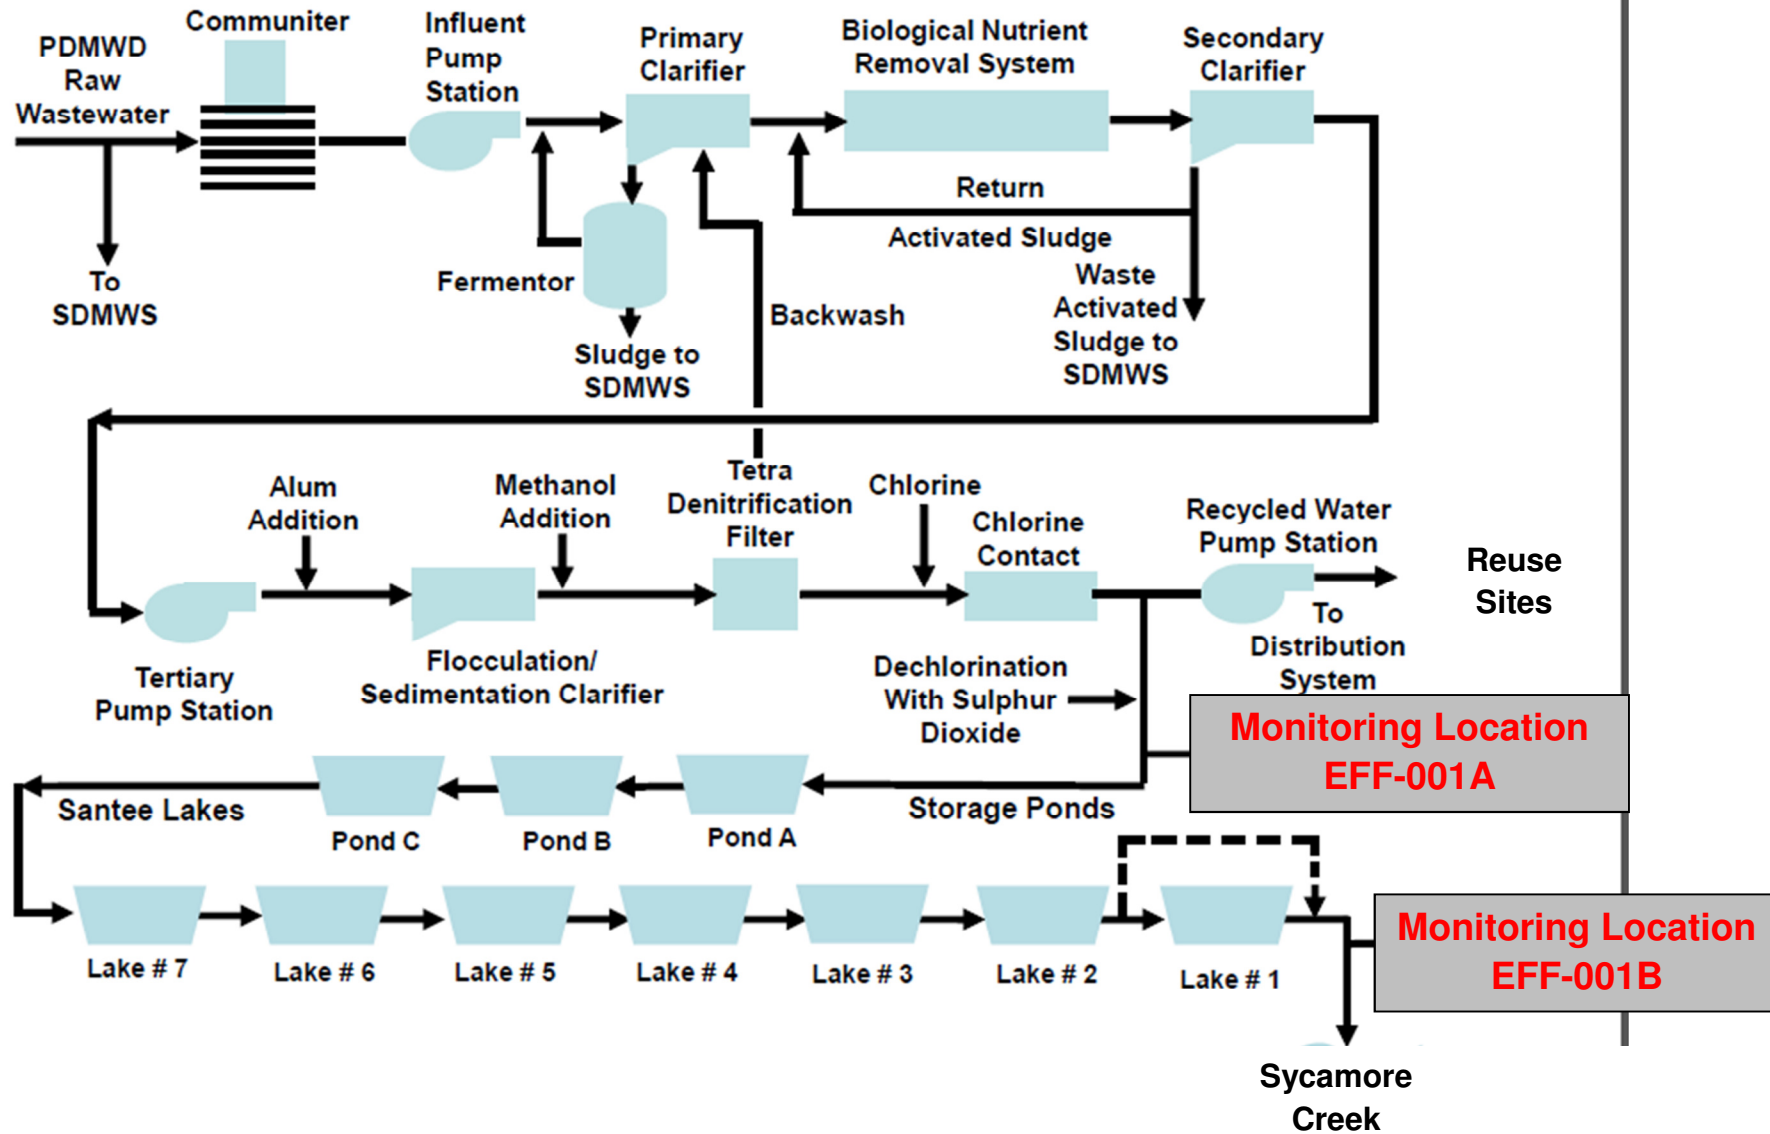 PDMWD
Raw
Wastewater
Communiter
Influent
Pump
Station
Primary
Clarifier
Biological Nutrient
Removal System
Secondary
Clarifier
To
SDMWS
Fermentor
Sludge to
SDMWS
Backwash
Return
Activated Sludge
Waste
Activated
Sludge to
SDMWS
Alum
Addition
Methanol
Addition
Tetra
Denitrification
Filter
Chlorine
Chlorine
Contact
Recycled Water
Pump Station
Reuse
Sites
To
Distribution
System
Tertiary
Pump Station
Flocculation/
Sedimentation Clarifier
Dechlorination
With Sulphur
Dioxide
Monitoring Location
EFF-001A
Santee Lakes
Pond C
Pond B
Pond A
Storage Ponds
Lake # 7
Lake # 6
Lake # 5
Lake # 4
Lake # 3
Lake # 2
Lake # 1
Monitoring Location
EFF-001B
Sycamore
Creek